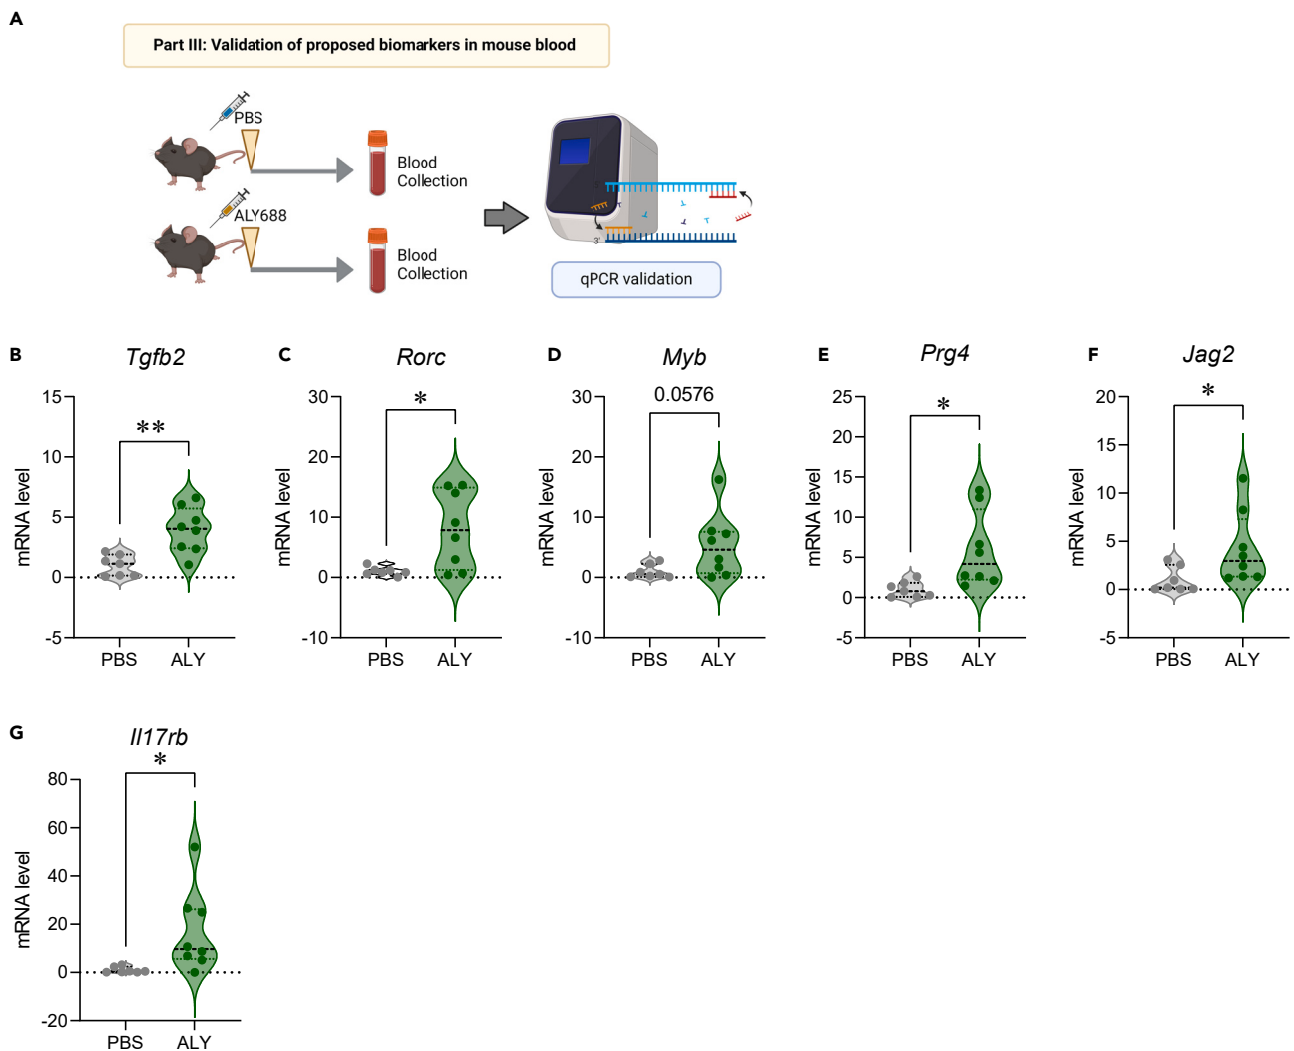 A
Part III: Validation of proposed biomarkers in mouse blood
PBS
Blood
Collection
ALY688
Blood
Collection
3'
qPCR validation
B
Tgfb2
**
15
10
5
0
-5
mRNA level
PBS
ALY
C
Rorc
*
30
20
10
0
-10
mRNA level
PBS
ALY
D
Myb
0.0576
30
20
10
0
-10
mRNA level
PBS
ALY
E
Prg4
*
25
20
15
10
5
0
-5
mRNA level
PBS
ALY
F
Jag2
*
20
15
10
5
0
-5
mRNA level
PBS
ALY
G
Il17rb
*
80
60
40
20
0
-20
mRNA level
PBS
ALY